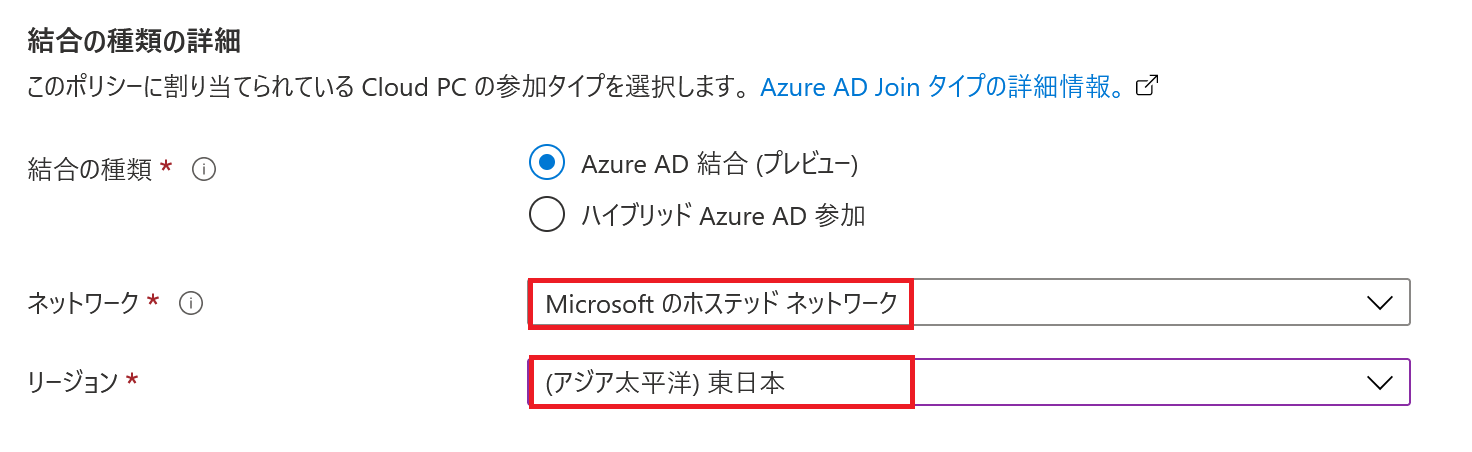 結合の種類の詳細
このポリシーに割り当てられている Cloud PC の参加タイプを選択します。 Azure AD Join タイプの詳細情報。
結合の種類 *
Azure AD 結合 (プレビュー)
ハイブリッド Azure AD 参加
ネットワーク *
Microsoft のホステッド ネットワーク
リージョン *
(アジア太平洋) 東日本